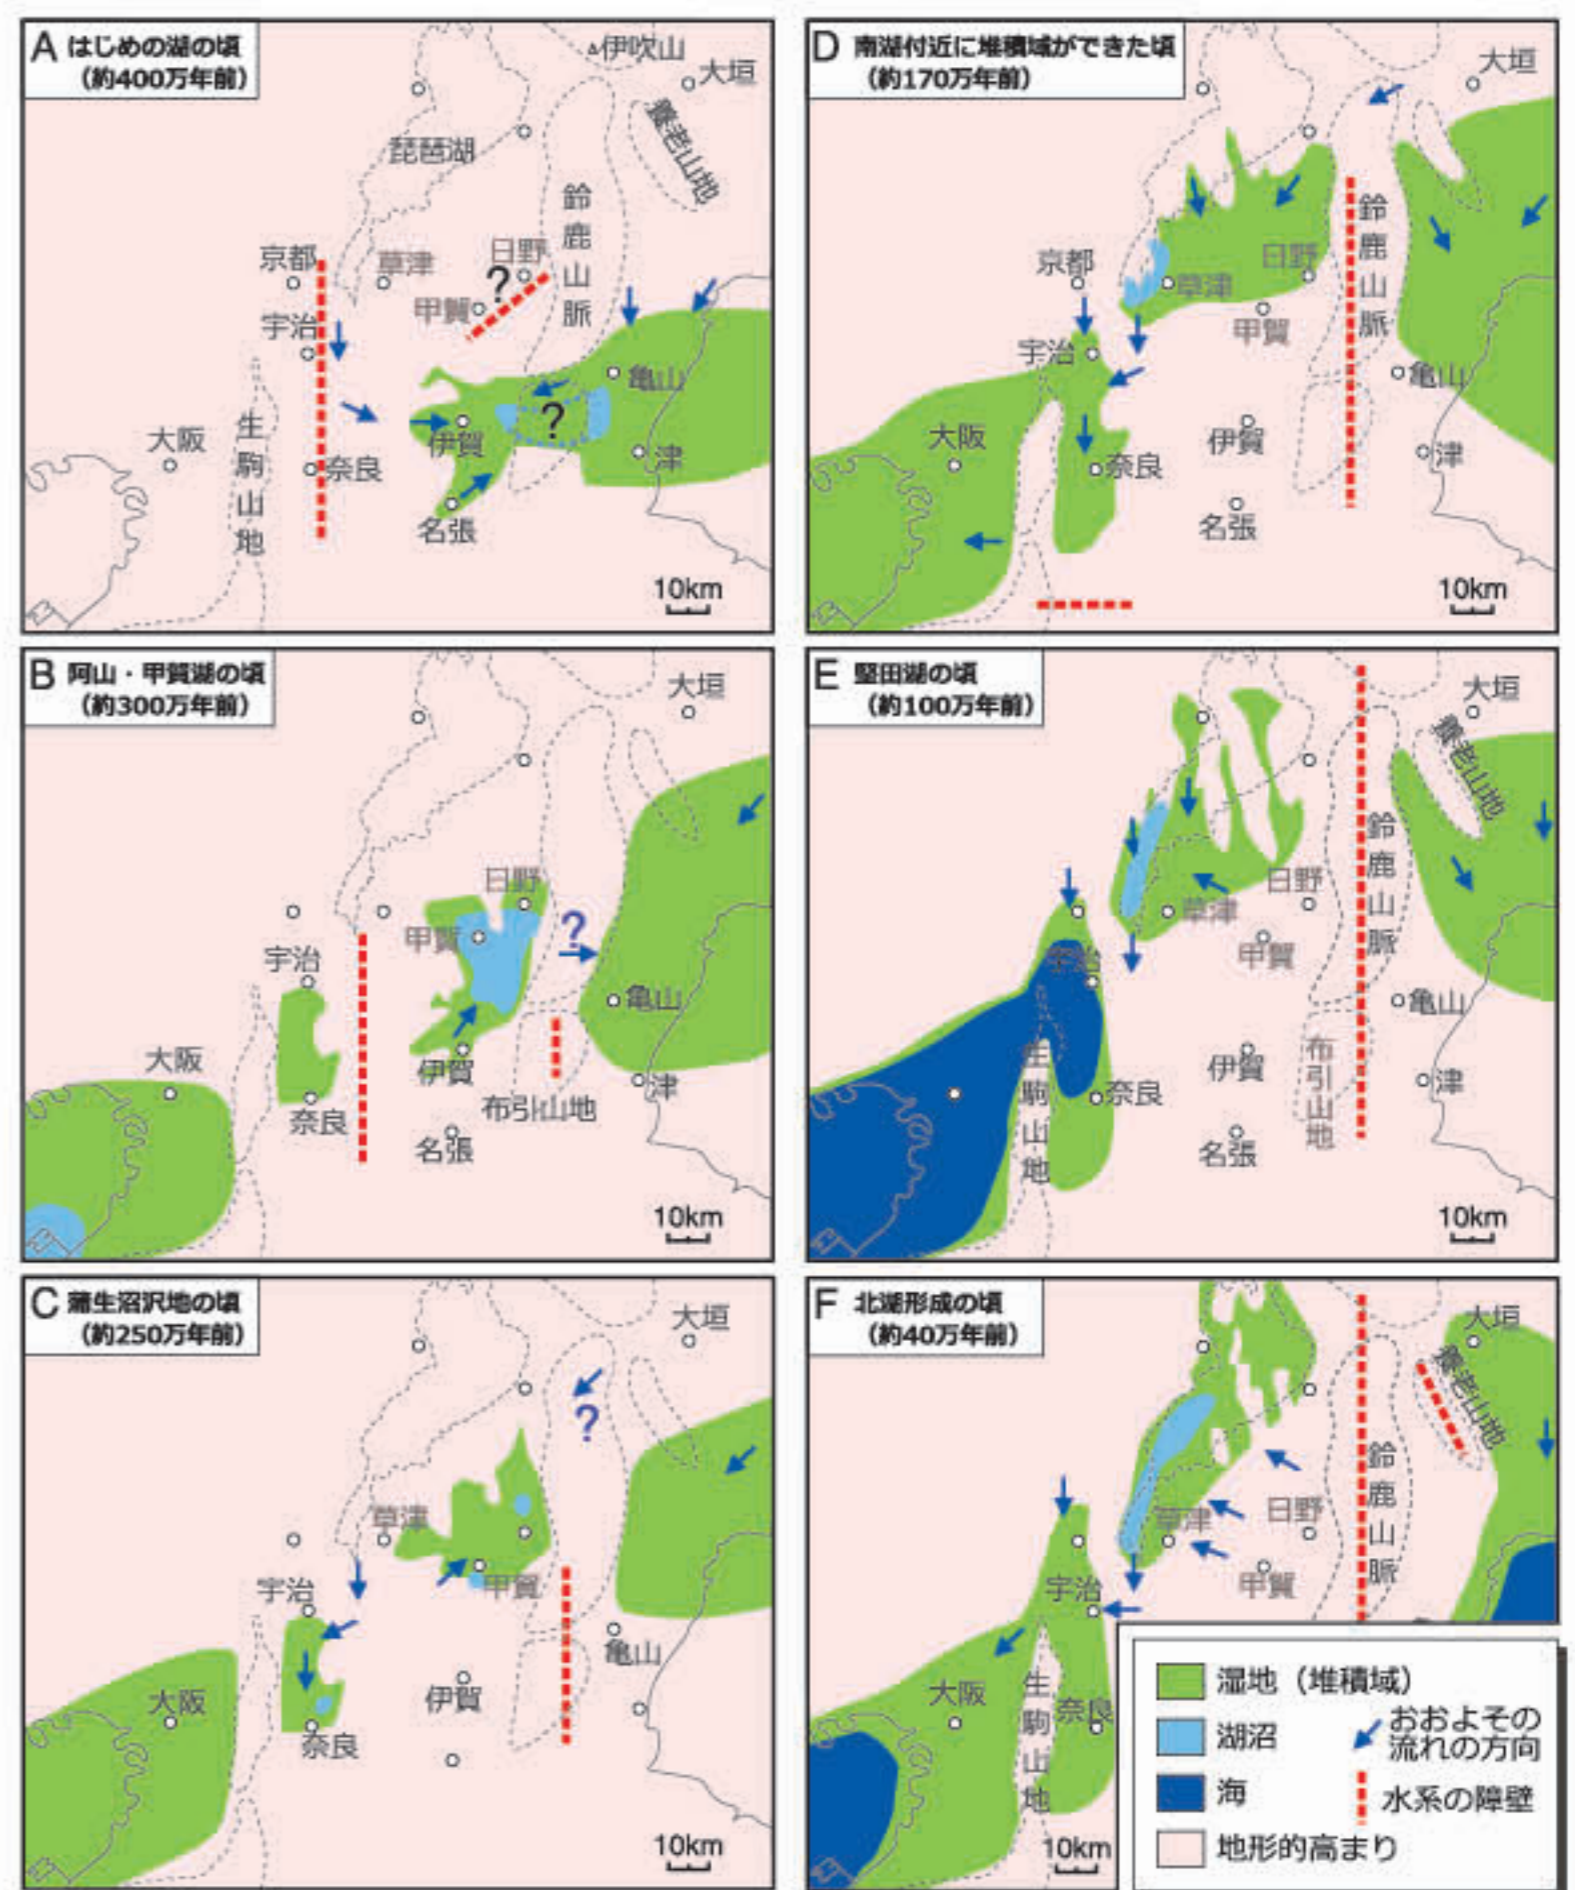 A はじめの湖の頃
（約400万年前）
伊吹山
大垣
養老山地
琵琶湖
鈴鹿山脈
京都
草津
日野
?
甲賀
宇治
亀山
?
大阪
生駒山地
伊賀
奈良
津
名張
10km
B 阿山・甲賀湖の頃
（約300万年前）
大垣
日野
甲賀
?
宇治
亀山
大阪
伊賀
津
奈良
布引山地
名張
10km
C 蒲生沼沢地の頃
（約250万年前）
大垣
?
草津
甲賀
宇治
亀山
大阪
伊賀
奈良
10km
D 南湖付近に堆積域ができた頃
（約170万年前）
大垣
鈴鹿山脈
京都
日野
草津
甲賀
宇治
亀山
大阪
伊賀
奈良
津
名張
10km
E 堅田湖の頃
（約100万年前）
大垣
養老山地
鈴鹿山脈
日野
草津
甲賀
宇治
亀山
生駒山地
伊賀
布引山地
奈良
津
名張
10km
F 北湖形成の頃
（約40万年前）
大垣
養老山地
鈴鹿山脈
草津
日野
甲賀
宇治
大阪
生駒山地
奈良
10km
湿地（堆積域）
湖沼
おおよその
流れの方向
海
水系の障壁
地形的高まり